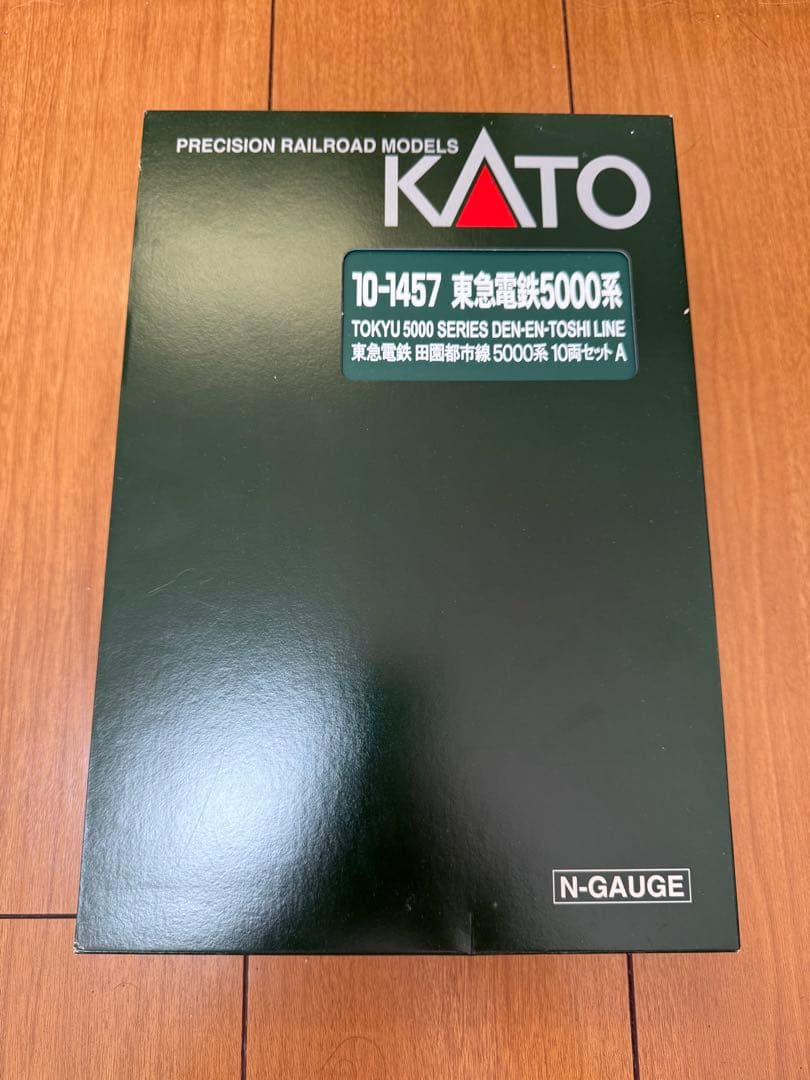 PRECISION RAILROAD MODELS
KATO
10-1457 東急電鉄5000系
TOKYU 5000 SERIES DEN-EN-TOSHI LINE
東急電鉄 田園都市線 5000系 10両セット A
N-GAUGE